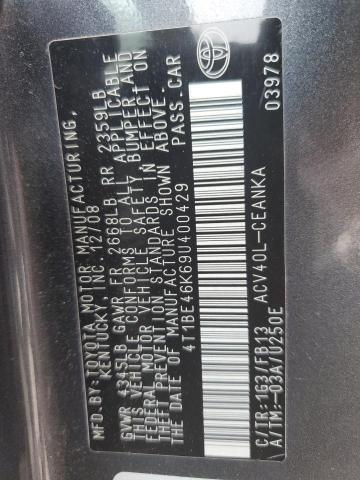 MFD. BY: TOYOTA MOTOR MANUFACTURING,
KENTUCKY, INC. 12/08
GVWR 4345LB GAWR FR 2668LB RR 2359LB
THIS VEHICLE CONFORMS TO ALL APPLICABLE
FEDERAL MOTOR VEHICLE SAFETY, BUMPER, AND
THEFT PREVENTION STANDARDS IN EFFECT ON
THE DATE OF MANUFACTURE SHOWN ABOVE.
4T1BE46K69U400429 PASS. CAR
C/TR: 1G3/FB13 ACV40L-CEANKA
A/TM: -03A/U250E 03978
TOYOTA